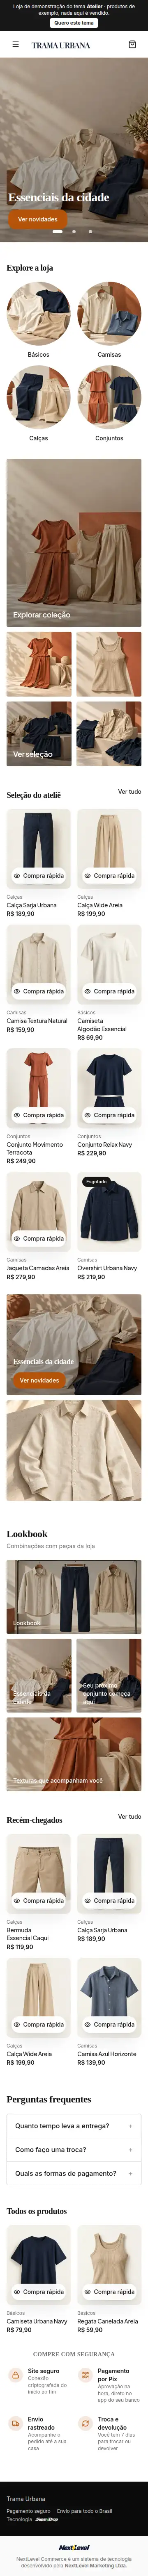 Loja de demonstração do tema Atelier · produtos de
exemplo, nada aqui é vendido.
Quero este tema
TRAMA URBANA
Essenciais da cidade
Ver novidades
Explore a loja
Básicos
Camisas
Calças
Conjuntos
Explorar coleção
Ver seleção
Seleção do ateliê
Ver tudo
Compra rápida
Compra rápida
Calças
Calça Sarja Urbana
R$ 189,90
Calças
Calça Wide Areia
R$ 199,90
Compra rápida
Compra rápida
Camisas
Camisa Textura Natural
R$ 159,90
Básicos
Camiseta
Algodão Essencial
R$ 69,90
Compra rápida
Compra rápida
Conjuntos
Conjunto Movimento
Terracota
R$ 249,90
Conjuntos
Conjunto Relax Navy
R$ 229,90
Esgotado
Compra rápida
Camisas
Jaqueta Camadas Areia
R$ 279,90
Camisas
Overshirt Urbana Navy
R$ 219,90
Essenciais da cidade
Ver novidades
Lookbook
Combinações com peças da loja
Lookbook
Essenciais da
cidade
Seu próximo
conjunto começa
aqui
Texturas que acompanham você
Recém-chegados
Ver tudo
Compra rápida
Compra rápida
Calças
Bermuda
Essencial Caqui
R$ 119,90
Calças
Calça Sarja Urbana
R$ 189,90
Compra rápida
Compra rápida
Calças
Calça Wide Areia
R$ 199,90
Camisas
Camisa Azul Horizonte
R$ 139,90
Perguntas frequentes
Quanto tempo leva a entrega? +
Como faço uma troca? +
Quais as formas de pagamento? +
Todos os produtos
Compra rápida
Compra rápida
Básicos
Camiseta Urbana Navy
R$ 79,90
Básicos
Regata Canelada Areia
R$ 59,90
COMPRE COM SEGURANÇA
Site seguro
Conexão
criptografada do
início ao fim
Pagamento
por Pix
Aprovação na
hora, direto no
app do seu banco
Envio
rastreado
Acompanhe o
pedido até a sua
casa
Troca e
devolução
Você tem 7 dias
para trocar ou
devolver
Trama Urbana
Pagamento seguro Envio para todo o Brasil
Tecnologia
NextLevel
NextLevel Commerce é um sistema de tecnologia
desenvolvido pela NextLevel Marketing Ltda.